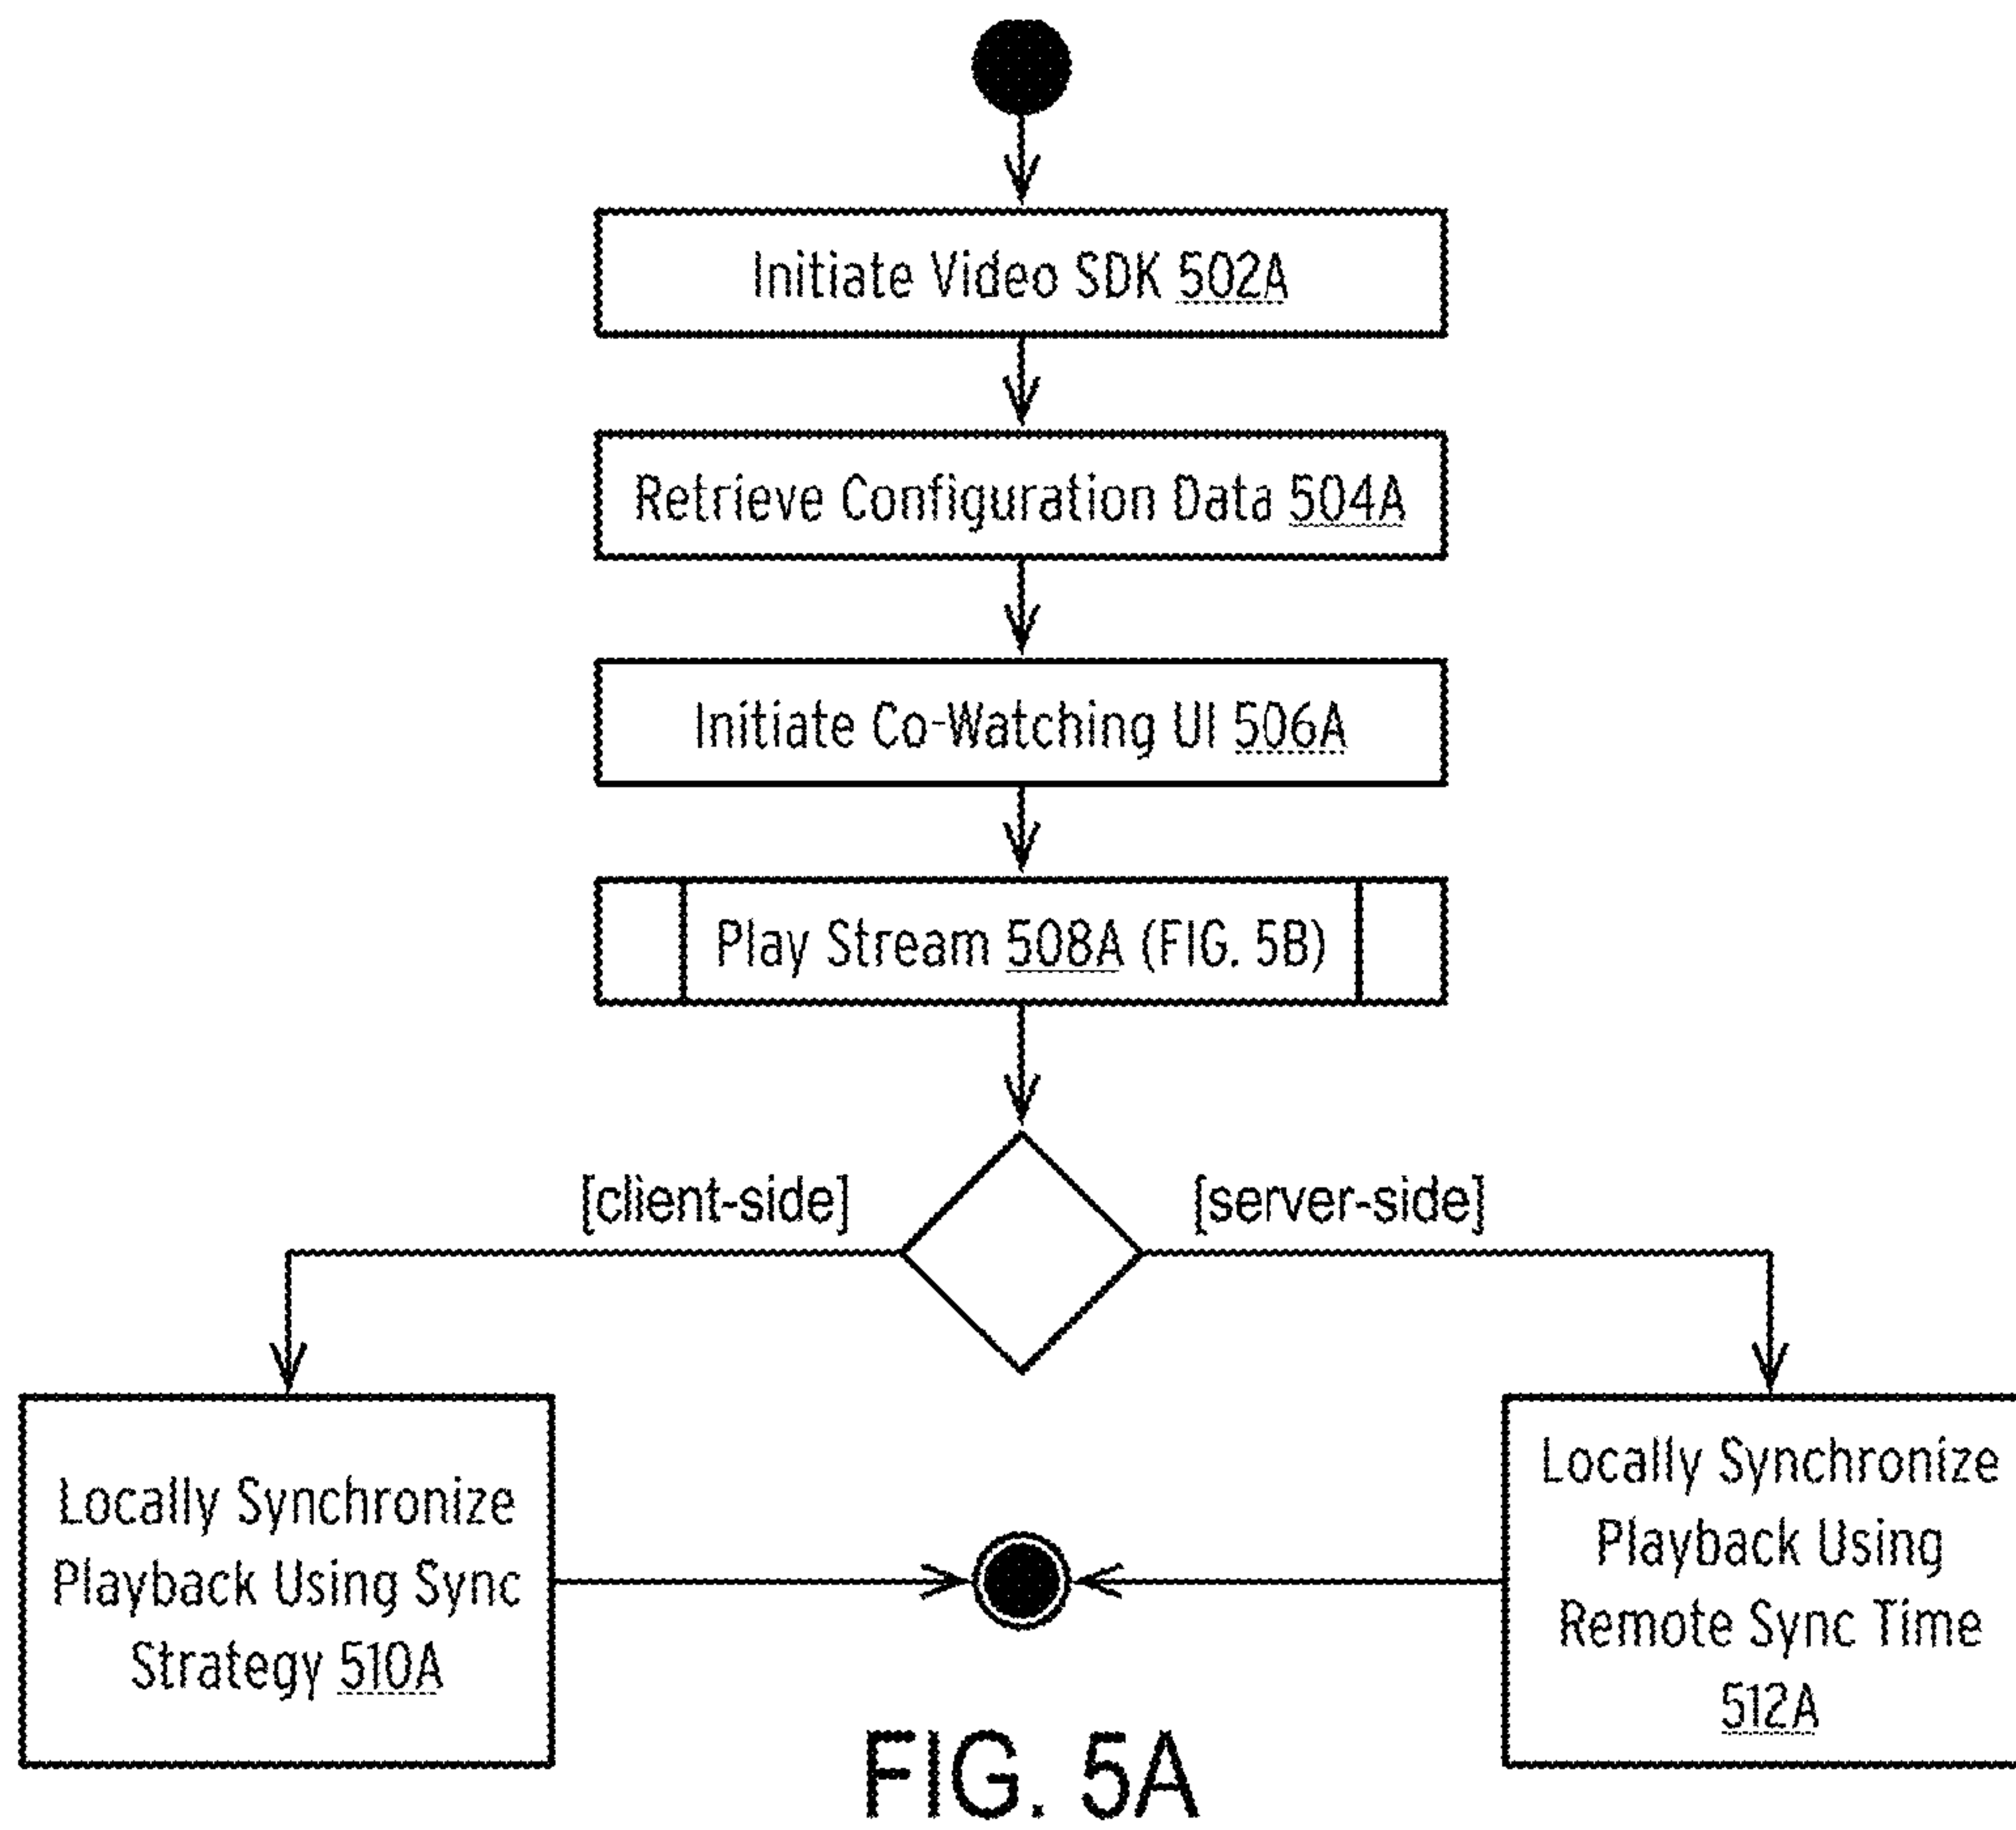 Initiate Video SDK 502A
Retrieve Configuration Data 504A
Initiate Co-Watching UI 506A
Play Stream 508A (FIG. 5B)
[client-side]
[server-side]
Locally Synchronize
Playback Using Sync
Strategy 510A
Locally Synchronize
Playback Using
Remote Sync Time
512A
FIG. 5A